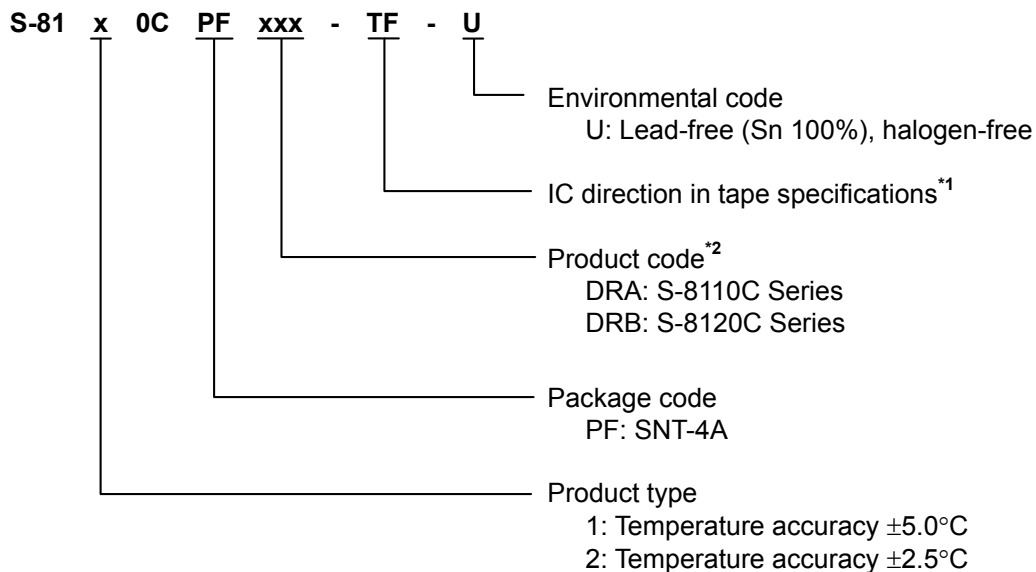 S-81 x 0C PF xxx - TF - U
Environmental code
U: Lead-free (Sn 100%), halogen-free
IC direction in tape specifications*1
Product code*2
DRA: S-8110C Series
DRB: S-8120C Series
Package code
PF: SNT-4A
Product type
1: Temperature accuracy ±5.0°C
2: Temperature accuracy ±2.5°C